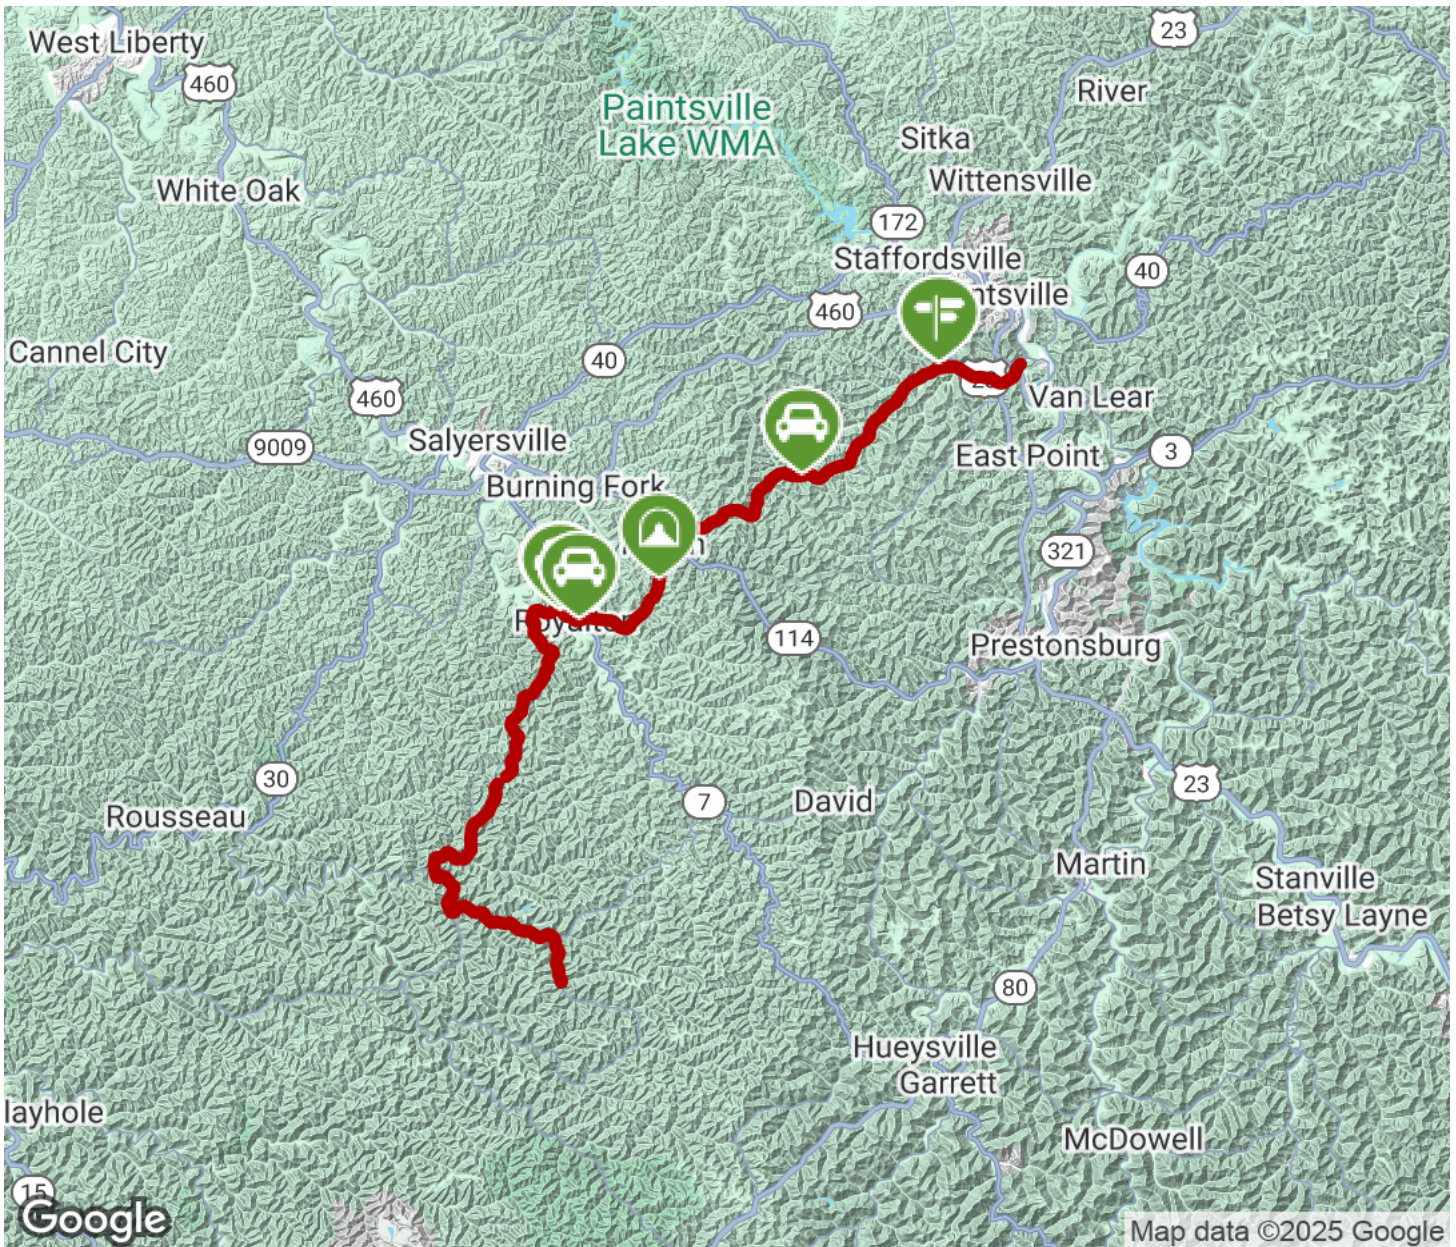 West Liberty
23
460
River
Paintsville
Lake WMA
Sitka
White Oak
Wittensville
172
Staffordsville
40
ntsville
460
Cannel City
40
460
Van Lear
Salyersville
9009
East Point
3
Burning Fork
321
114
Prestonsburg
30
23
7
David
Rousseau
Martin
Stanville
Betsy Layne
80
Hueysville
Garrett
layhole
McDowell
15
Google
Map data ©2025 Google